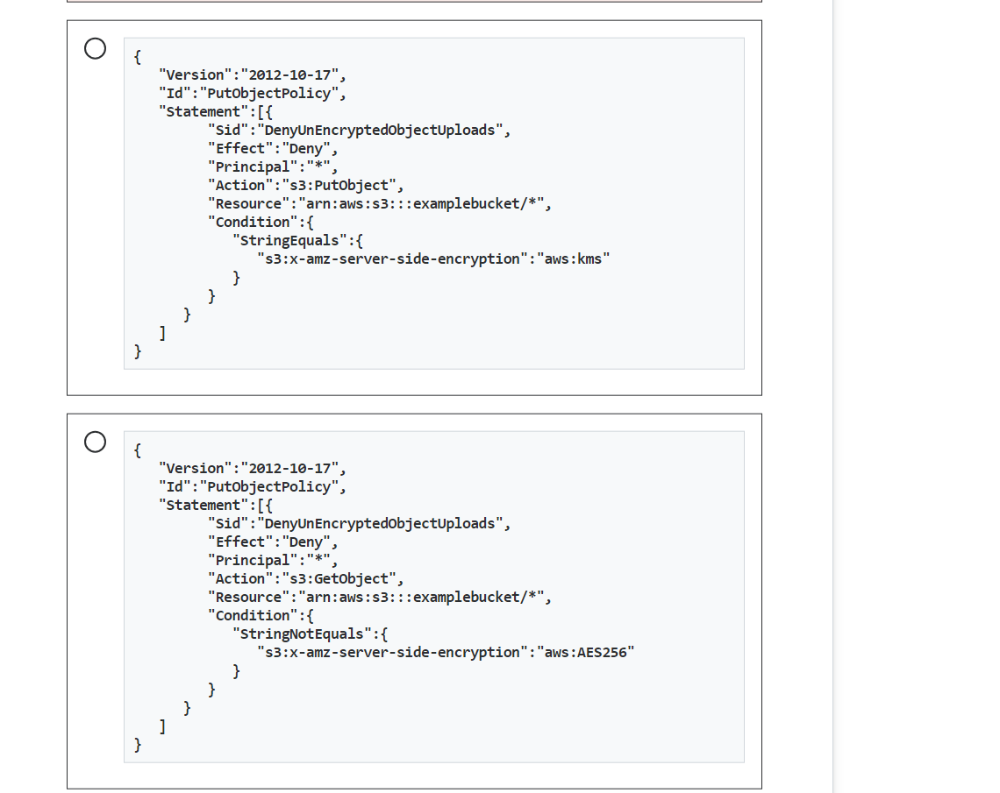 {
"Version":"2012-10-17",
"Id":"PutObjectPolicy",
"Statement":[{
"Sid":"DenyUnEncryptedObjectUploads",
"Effect":"Deny",
"Principal":"*",
"Action":"s3:PutObject",
"Resource":"arn:aws:s3:::examplebucket/*",
"Condition":{
"StringEquals":{
"s3:x-amz-server-side-encryption":"aws:kms"
}
}
}
]
}
{
"Version":"2012-10-17",
"Id":"PutObjectPolicy",
"Statement":[{
"Sid":"DenyUnEncryptedObjectUploads",
"Effect":"Deny",
"Principal":"*",
"Action":"s3:GetObject",
"Resource":"arn:aws:s3:::examplebucket/*",
"Condition":{
"StringNotEquals":{
"s3:x-amz-server-side-encryption":"aws:AES256"
}
}
}
]
}